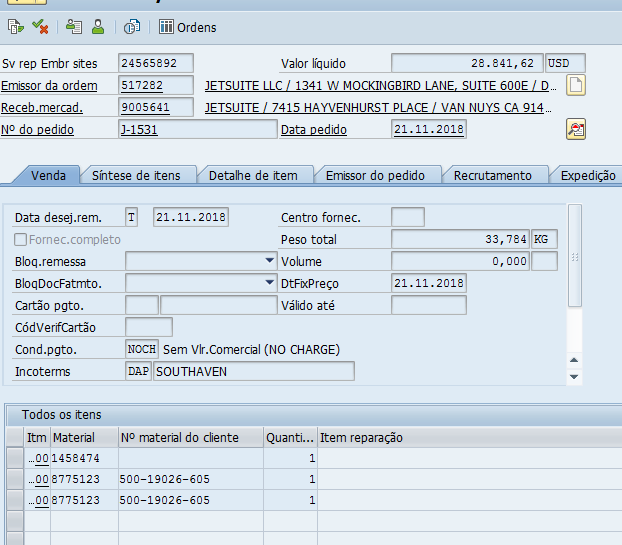 Ordens
Sv rep Embr sites 24565892 Valor líquido 28.841,62 USD
Emissor da ordem 517282 JETSUITE LLC / 1341 W MOCKINGBIRD LANE, SUITE 600E / D...
Receb.mercad. 9005641 JETSUITE / 7415 HAYVENHURST PLACE / VAN NUYS CA 914...
Nº do pedido J-1531 Data pedido 21.11.2018
Venda Síntese de itens Detalhe de item Emissor do pedido Recrutamento Expedição
Data desej.rem. T 21.11.2018 Centro fornec.
Fornec.completo Peso total 33,784 KG
Bloq.remessa Volume 0,000
BloqDocFatmto. DtFixPreço 21.11.2018
Cartão pgto. Válido até
CódVerifCartão
Cond.pgto. NOCH Sem Vlr.Comercial (NO CHARGE)
Incoterms DAP SOUTHAVEN
Todos os itens
Itm Material Nº material do cliente Quanti... Item reparação
...00 1458474 1
...00 8775123 500-19026-605 1
...00 8775123 500-19026-605 1